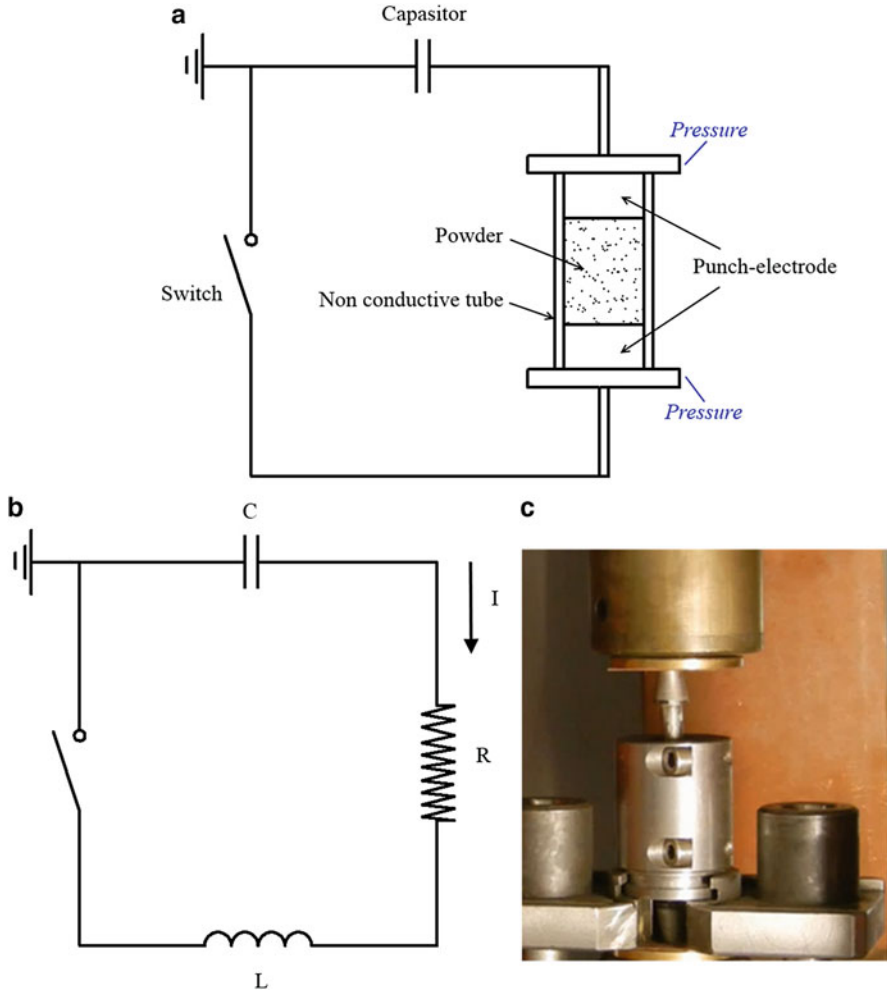 a
Capasitor
Pressure
Powder
Punch-electrode
Switch
Non conductive tube
Pressure
b
C
c
I
R
L